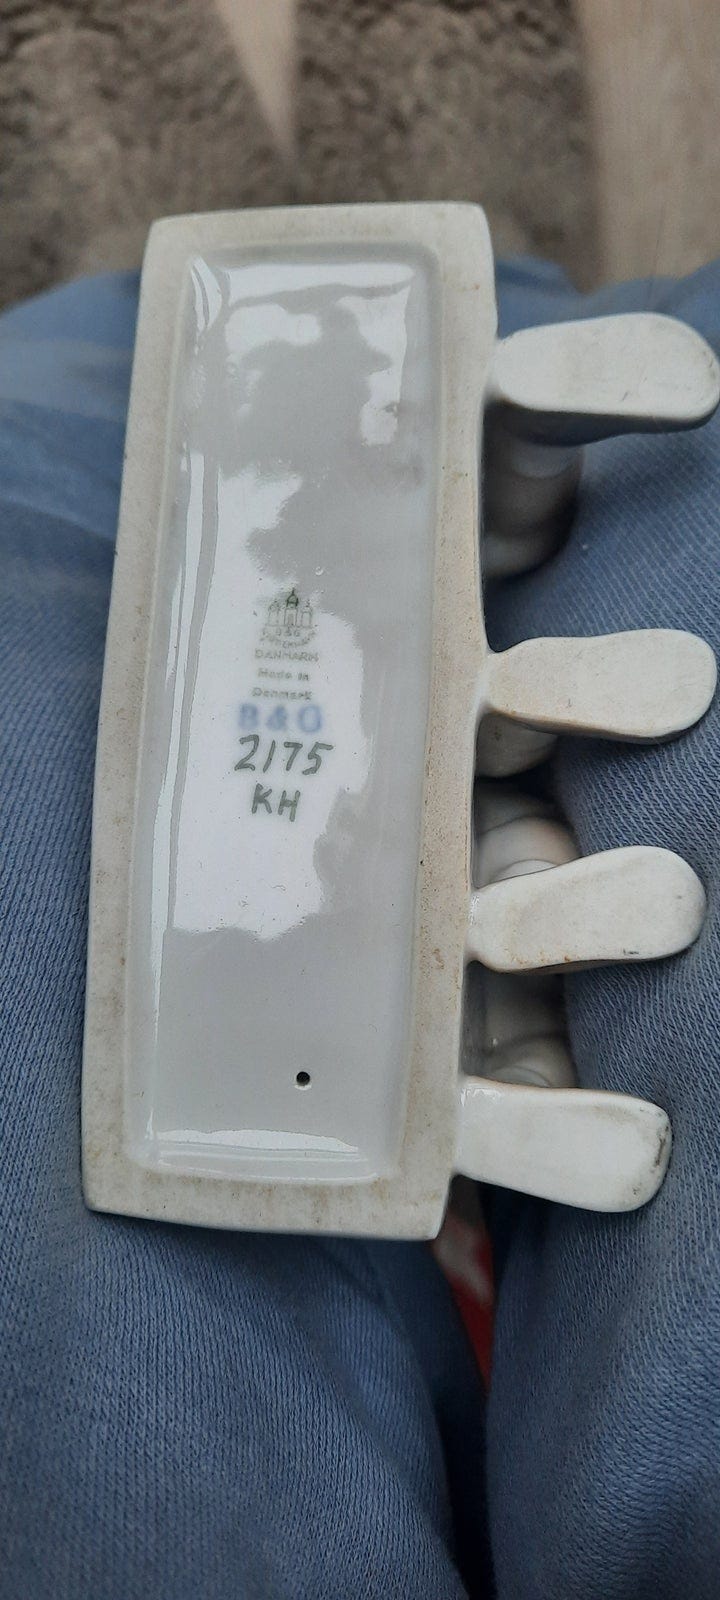 B&G
DANMARK
Made in
Denmark
B&G
2175
KH